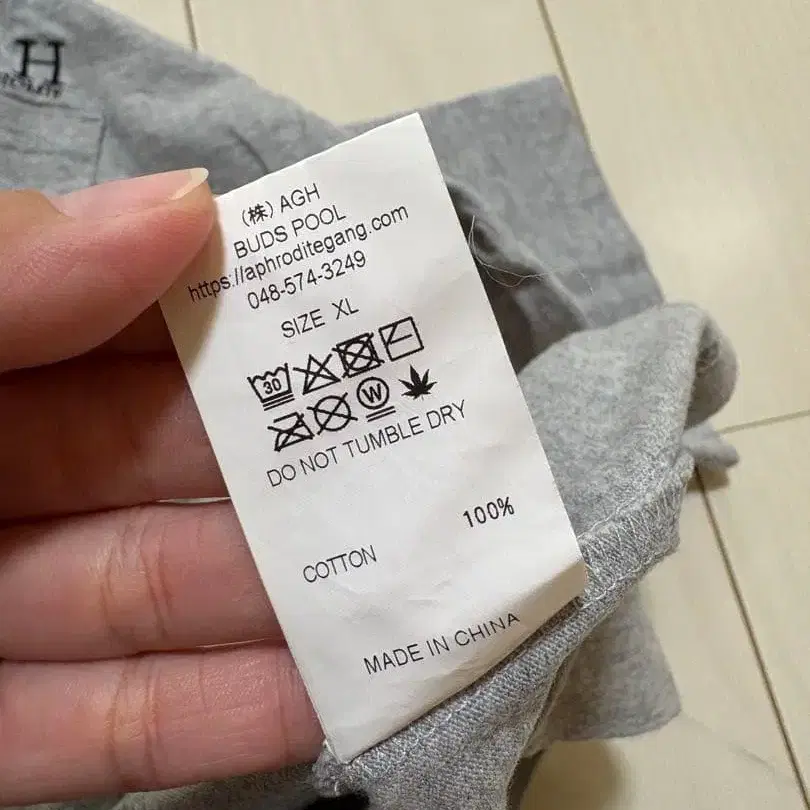 H
(株) AGH
BUDS POOL
https://aphroditegang.com
048-574-3249
SIZE XL
30
W
DO NOT TUMBLE DRY
COTTON 100%
MADE IN CHINA